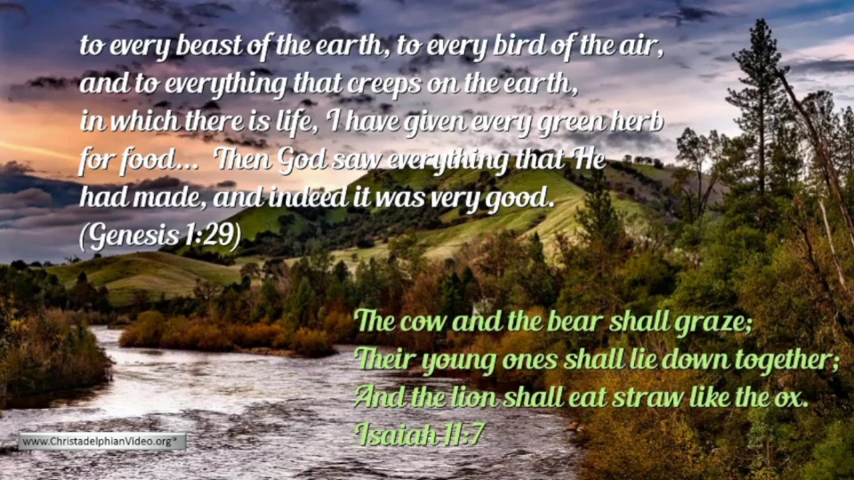 to every beast of the earth, to every bird of the air,
and to everything that creeps on the earth,
in which there is life, I have given every green herb
for food... Then God saw everything that He
had made, and indeed it was very good.
(Genesis 1:29)
The cow and the bear shall graze;
Their young ones shall lie down together;
And the lion shall eat straw like the ox.
Isaiah 11:7
www.ChristadelphianVideo.org®